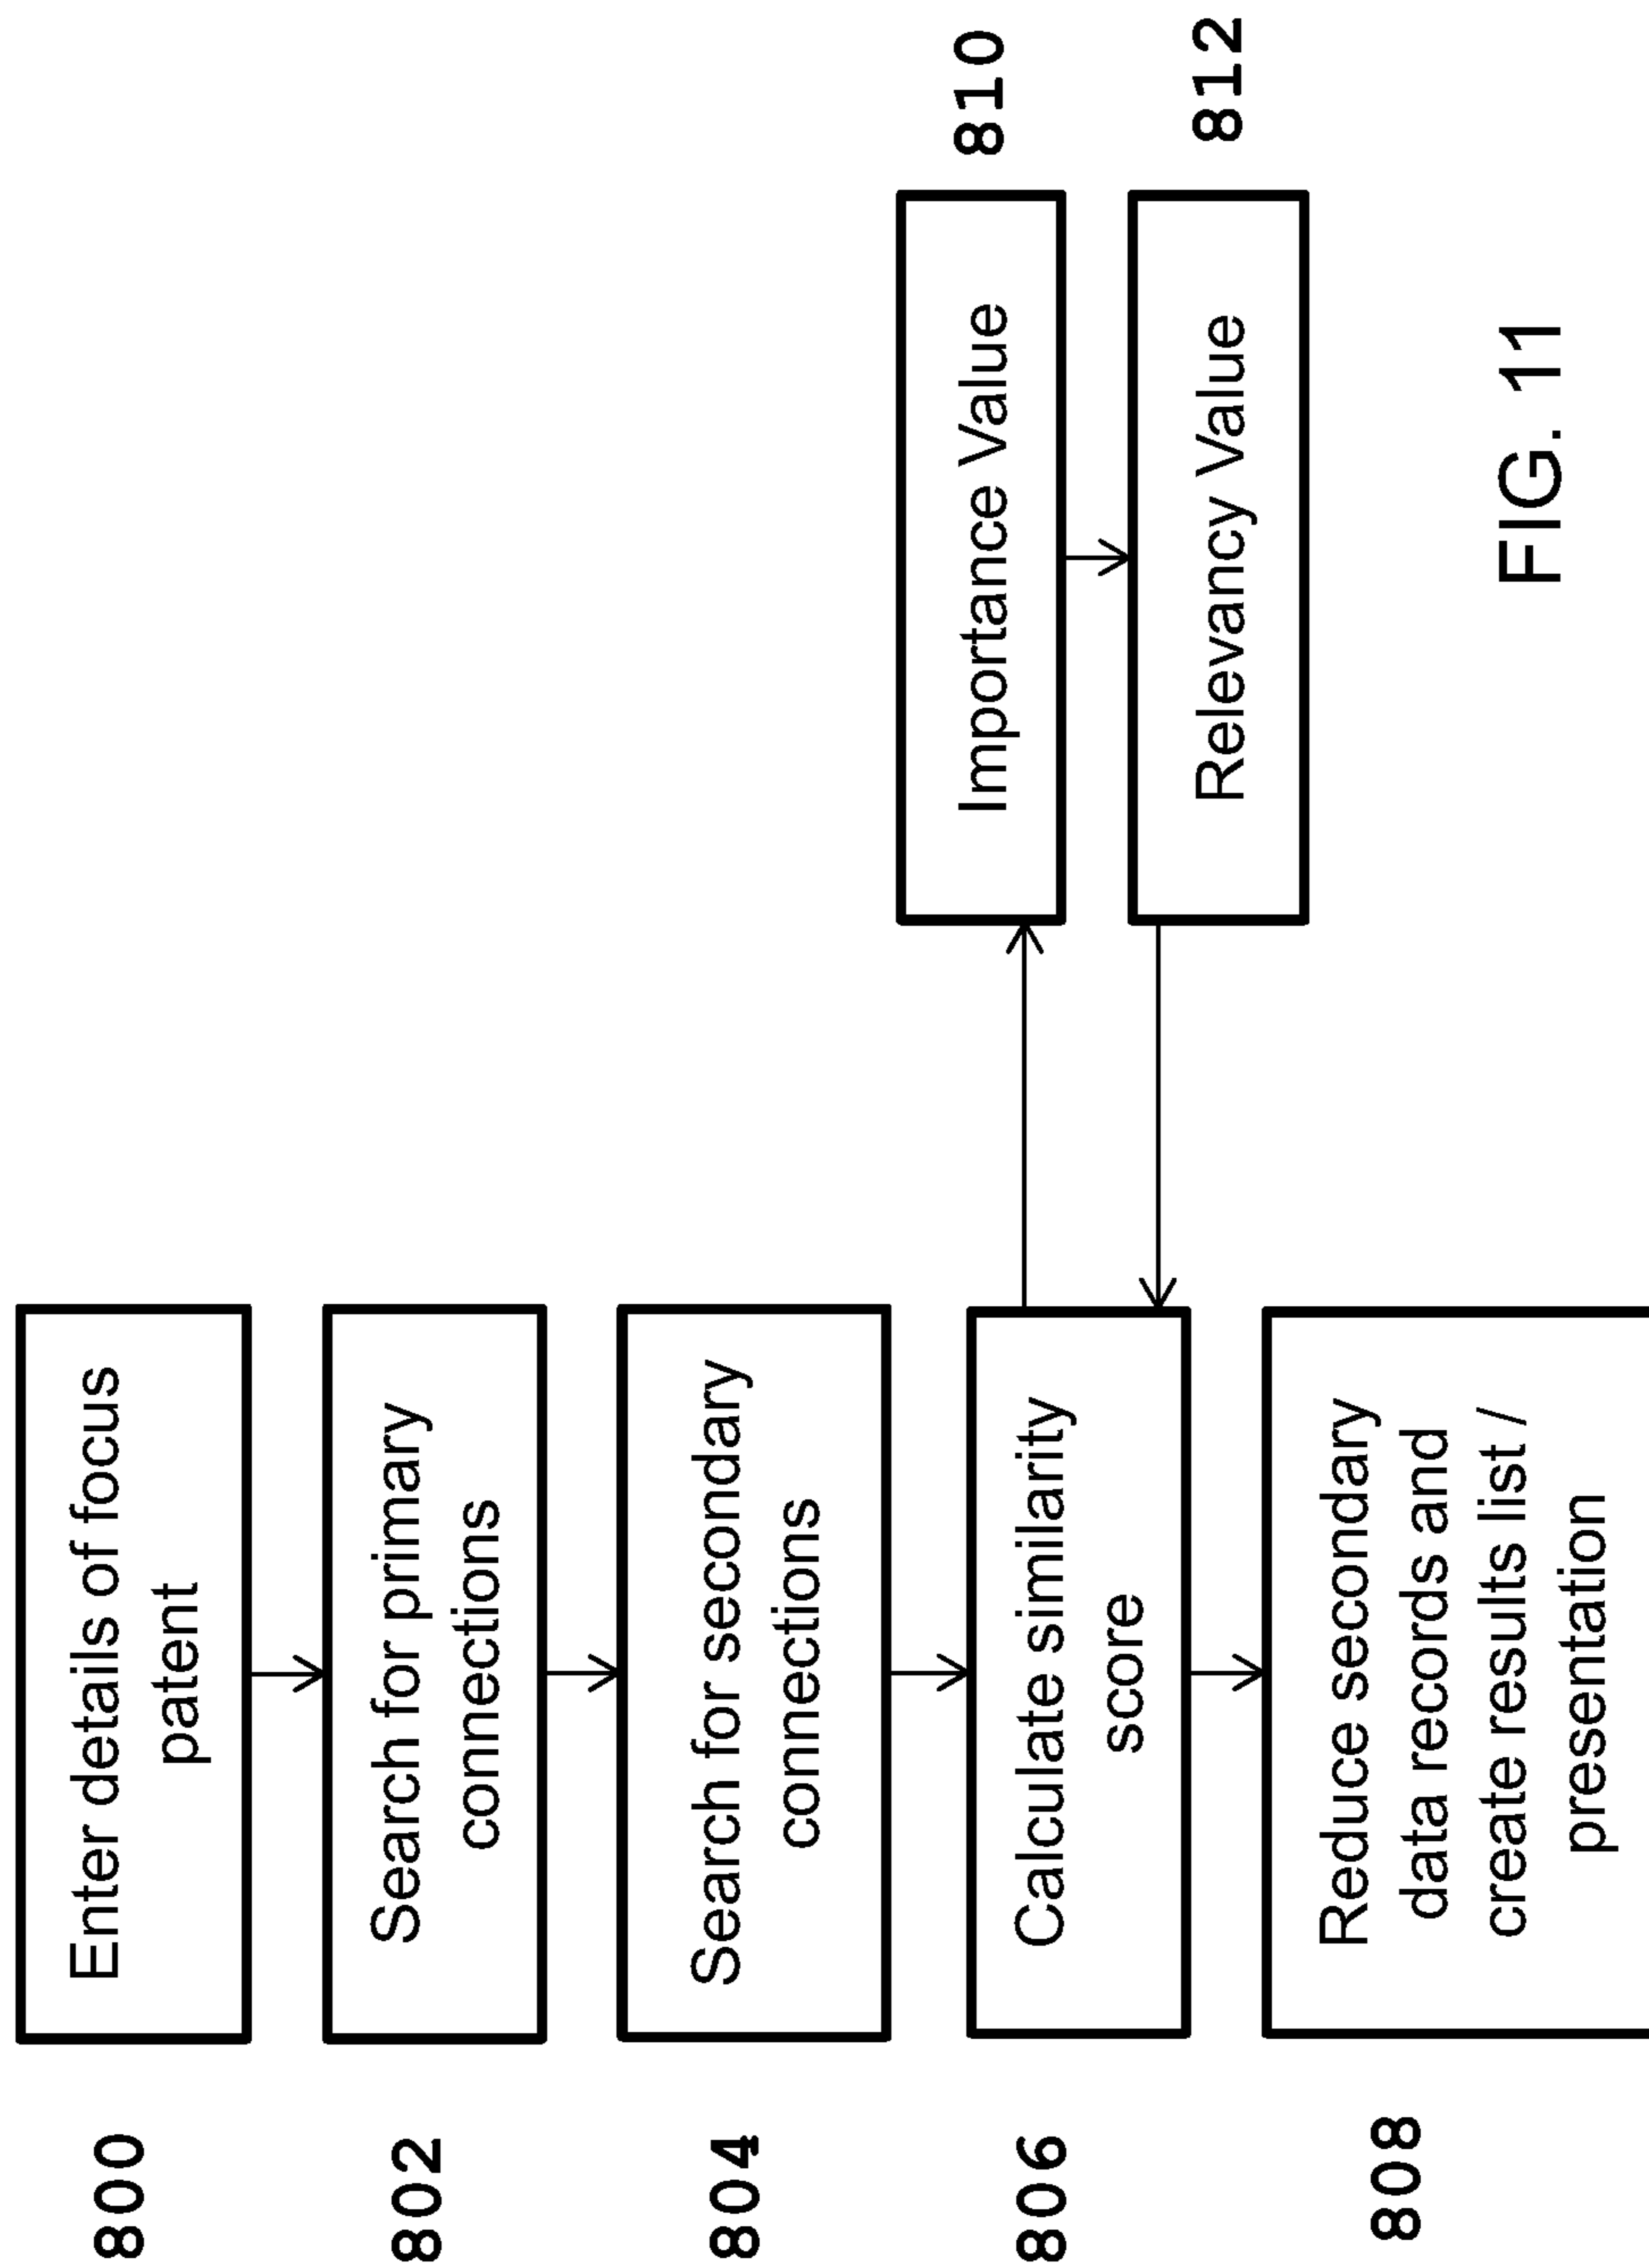 800
Enter details of focus
patent
802
Search for primary
connections
804
Search for secondary
connections
806
Calculate similarity
score
808
Reduce secondary
data records and
create results list /
presentation
Importance Value
810
Relevancy Value
812
FIG. 11